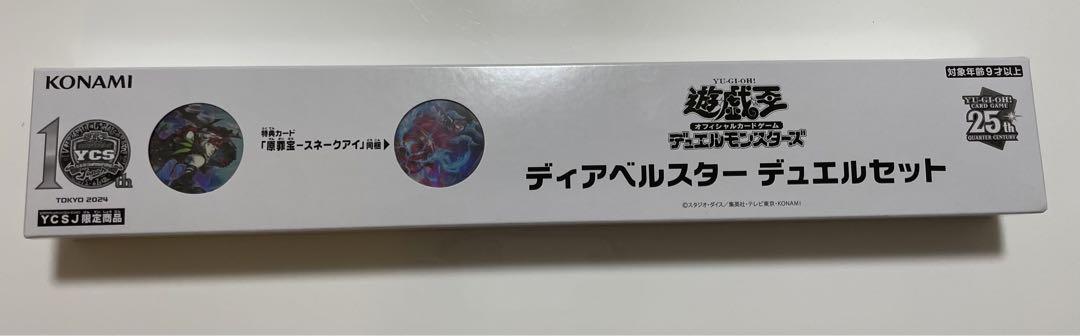 KONAMI
10th
YCS
TOKYO 2024
YCSJ限定商品
特典カード
「原罪宝-スネークアイ」同梱▶
YU-GI-OH!
遊戯王
オフィシャルカードゲーム
デュエルモンスターズ
ディアベルスター デュエルセット
©スタジオ・ダイス/集英社・テレビ東京・KONAMI
対象年齢9才以上
YU-GI-OH!
CARD GAME
25th
QUARTER CENTURY